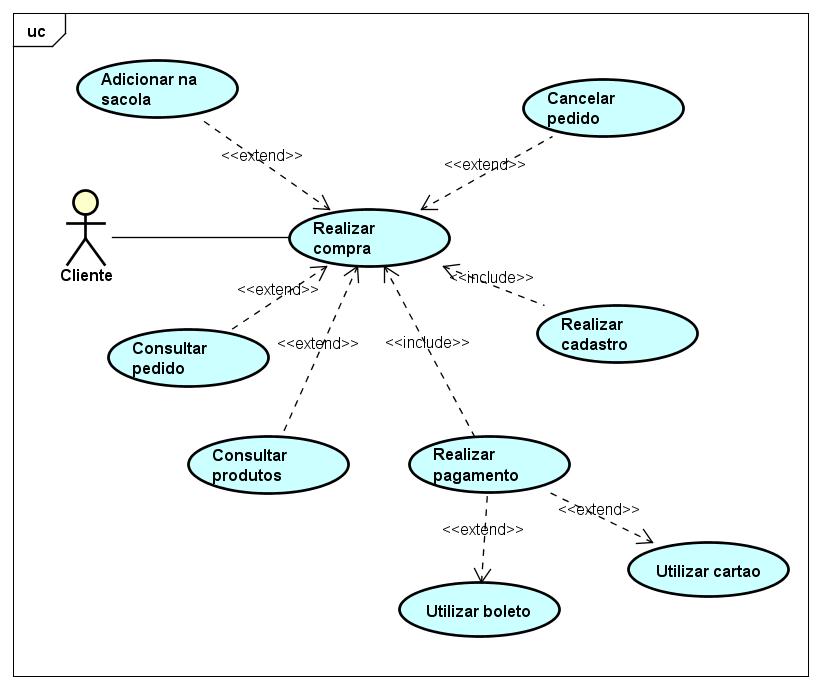 uc
Adicionar na
sacola
Cancelar
pedido
<<extend>>
<<extend>>
Realizar
compra
Cliente
<<extend>>
<<include>>
Realizar
cadastro
Consultar
pedido
<<extend>>
<<include>>
Consultar
produtos
Realizar
pagamento
<<extend>>
<<extend>>
Utilizar cartao
Utilizar boleto